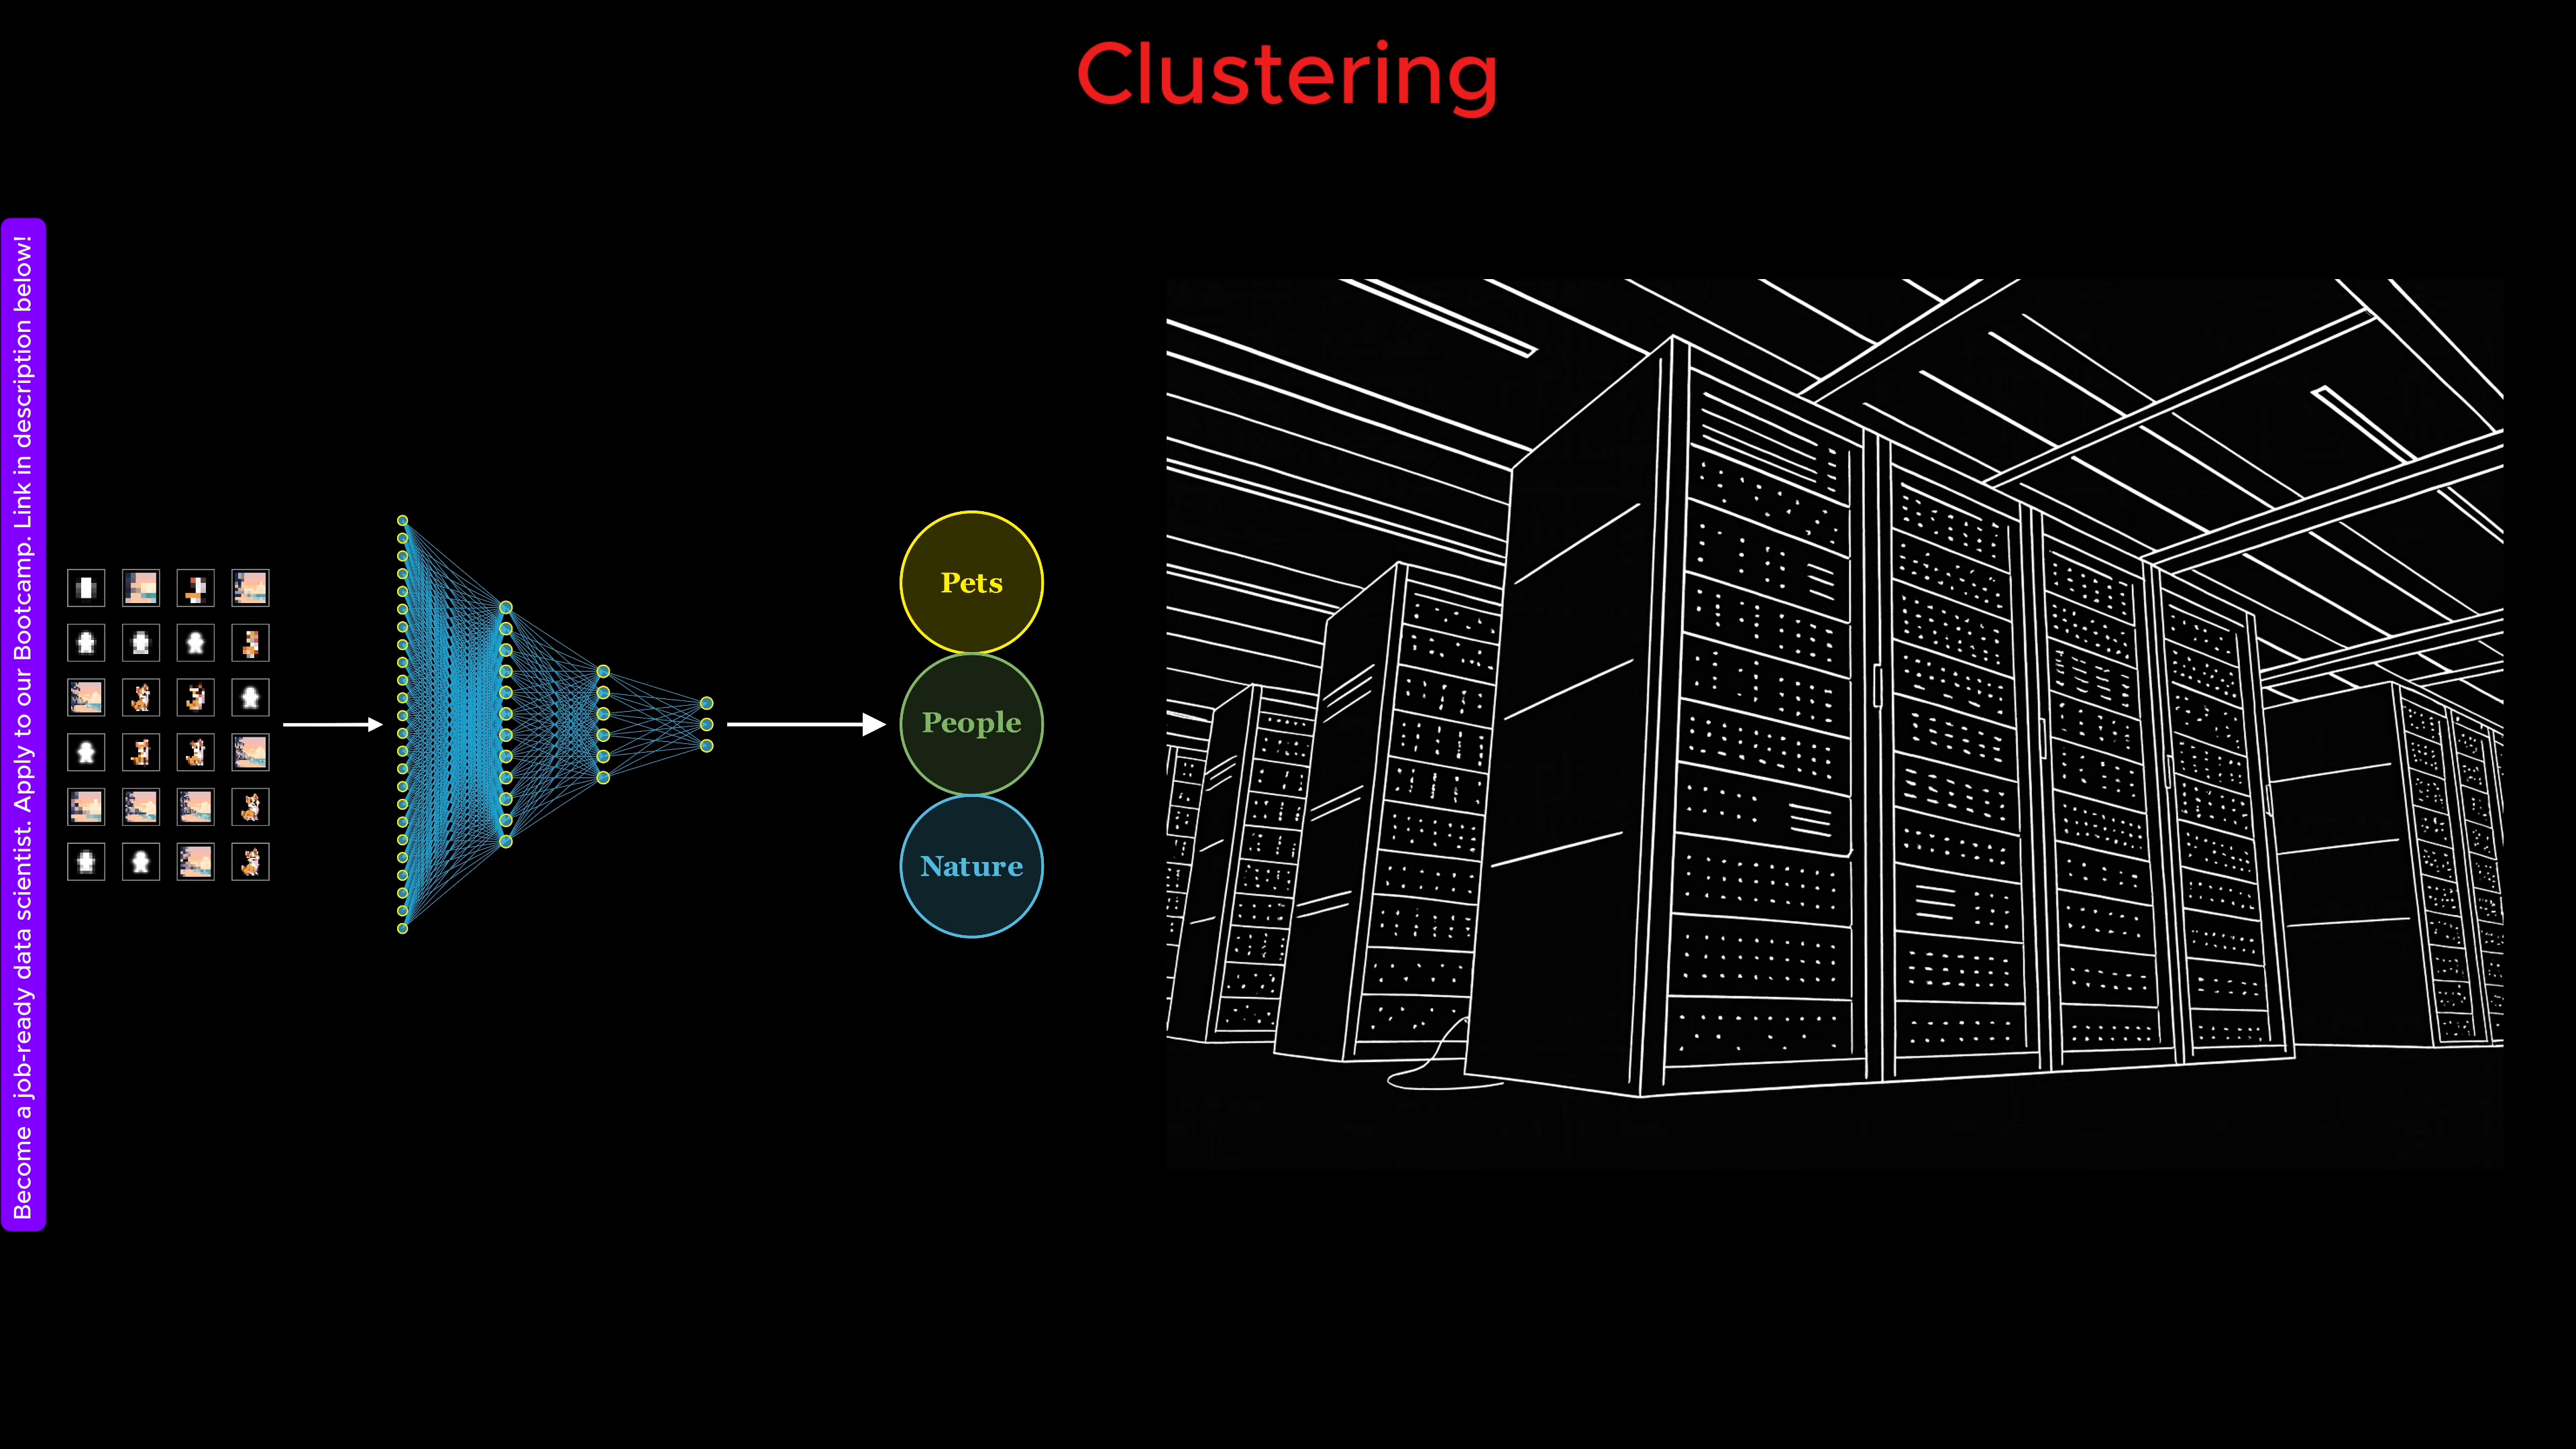 Clustering
Become a job-ready data scientist. Apply to our Bootcamp. Link in description below!
Pets
People
Nature